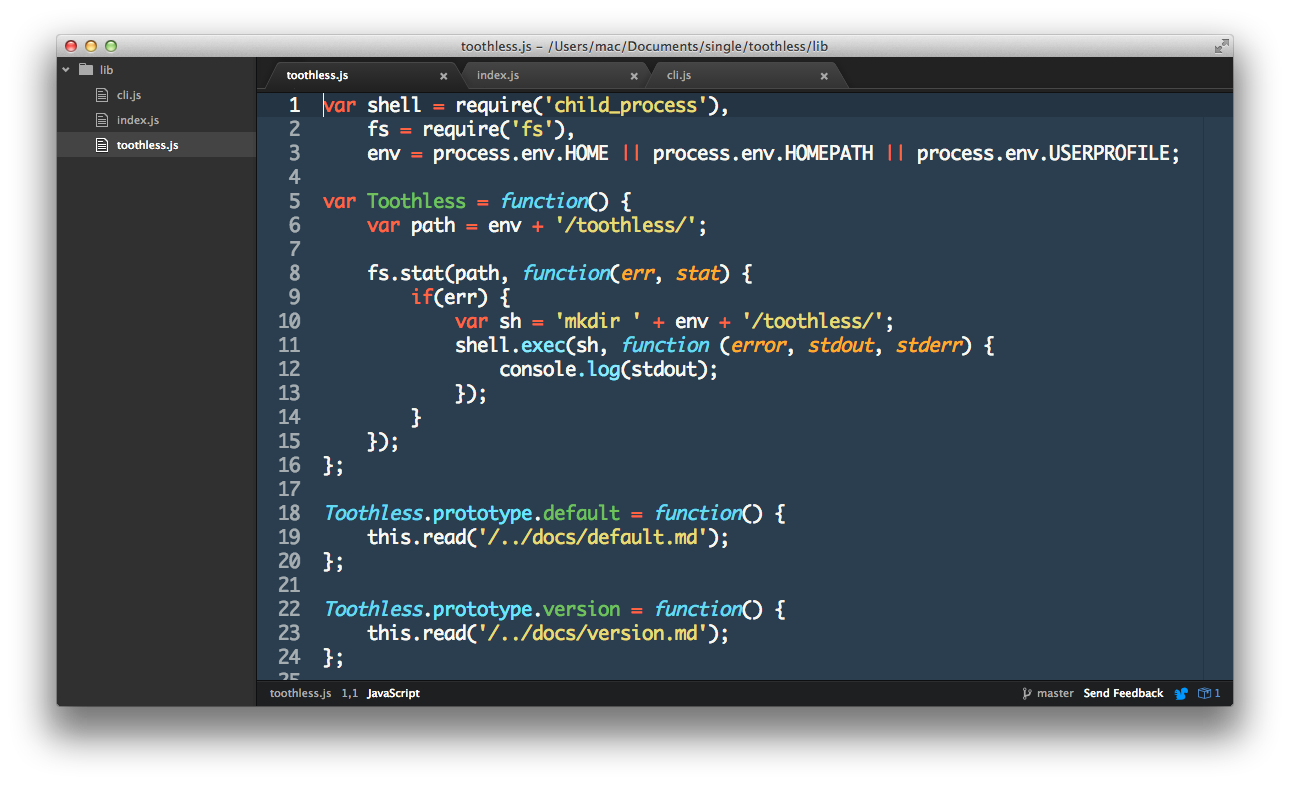 toothless.js – /Users/mac/Documents/single/toothless/lib
lib
cli.js
index.js
toothless.js
toothless.js × index.js × cli.js ×
1 var shell = require('child_process'),
2     fs = require('fs'),
3     env = process.env.HOME || process.env.HOMEPATH || process.env.USERPROFILE;
4
5 var Toothless = function() {
6     var path = env + '/toothless/';
7
8     fs.stat(path, function(err, stat) {
9         if(err) {
10             var sh = 'mkdir ' + env + '/toothless/';
11             shell.exec(sh, function (error, stdout, stderr) {
12                 console.log(stdout);
13             });
14         }
15     });
16 };
17
18 Toothless.prototype.default = function() {
19     this.read('/../docs/default.md');
20 };
21
22 Toothless.prototype.version = function() {
23     this.read('/../docs/version.md');
24 };
25
toothless.js 1,1 JavaScript master Send Feedback 1